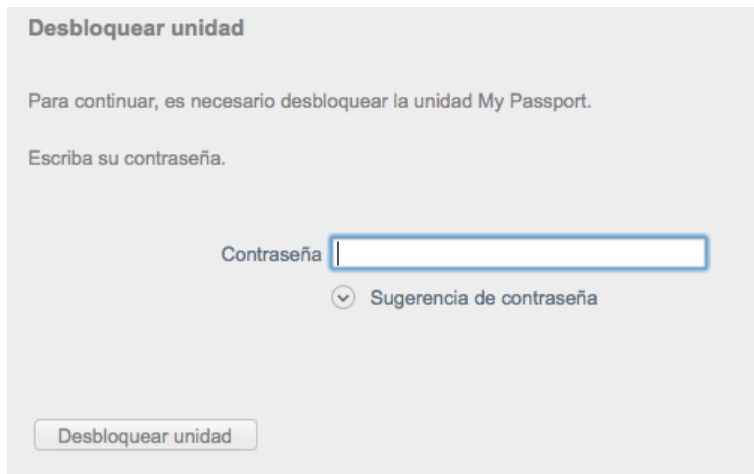 Desbloquear unidad
Para continuar, es necesario desbloquear la unidad My Passport.
Escriba su contraseña.
Contraseña
Sugerencia de contraseña
Desbloquear unidad